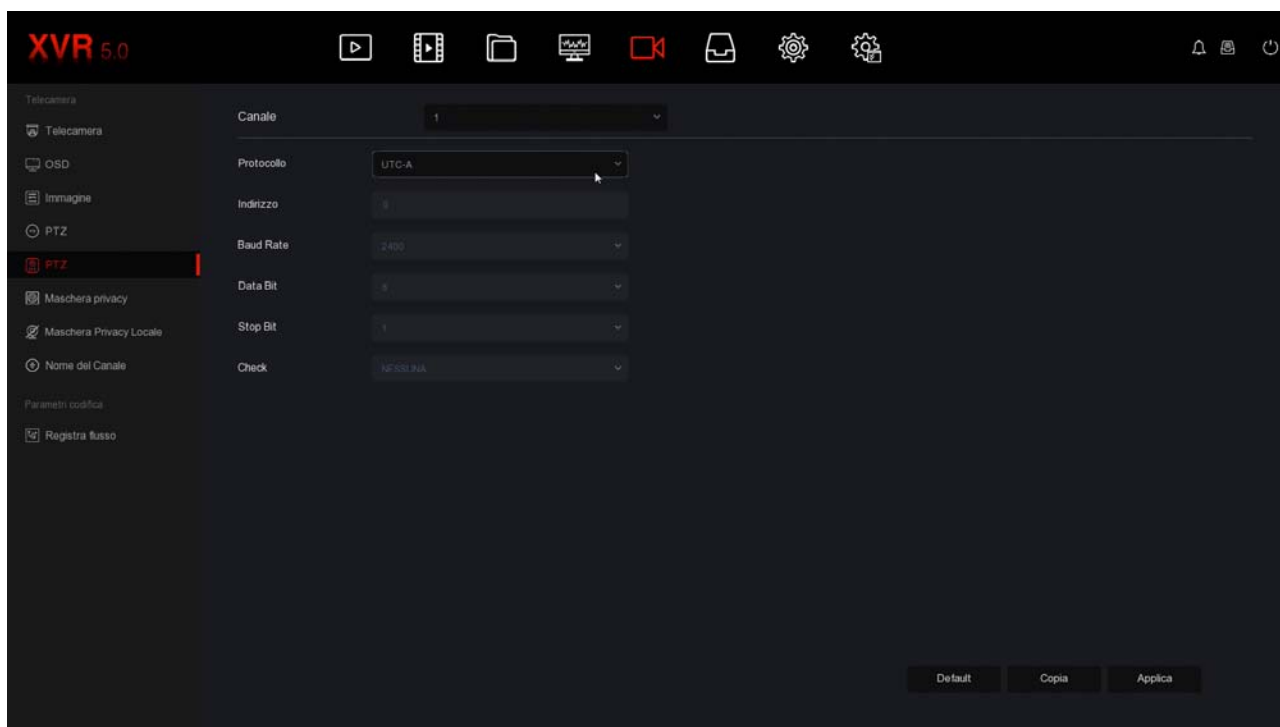 XVR 5.0
Telecamera
Telecamera
OSD
Immagine
PTZ
PTZ
Maschera privacy
Maschera Privacy Locale
Nome del Canale
Parametri codifica
Registra flusso
Canale 1
Protocollo UTC-A
Indirizzo
Baud Rate 2400
Data Bit
Stop Bit 1
Check NESSUNA
Default Copia Applica